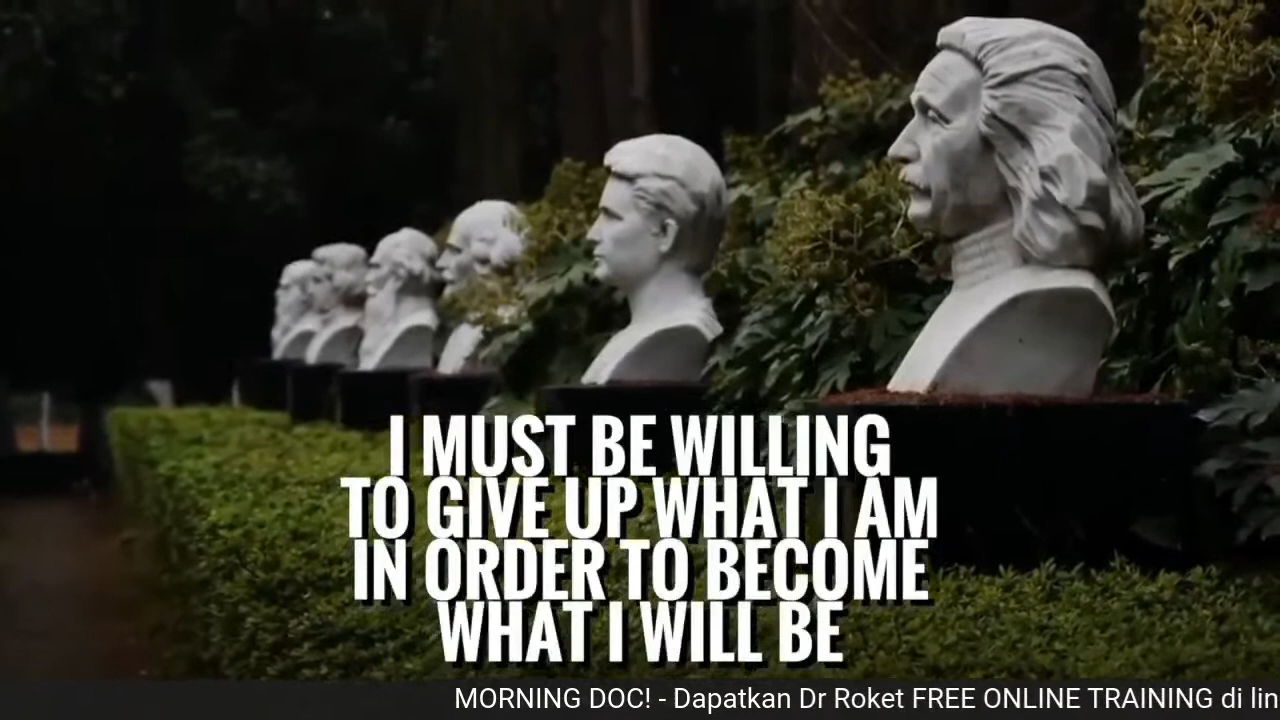 I MUST BE WILLING
TO GIVE UP WHAT I AM
IN ORDER TO BECOME
WHAT I WILL BE
MORNING DOC! - Dapatkan Dr Roket FREE ONLINE TRAINING di lin